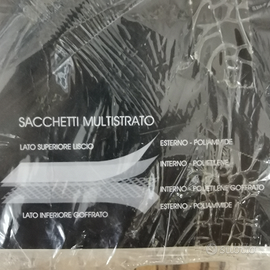 SACCHETTI MULTISTRATO
LATO SUPERIORE LISCIO
ESTERNO - POLIAMMIDE
INTERNO - POLIETILENE
INTERNO - POLIETILENE GOFFRATO
ESTERNO - POLIAMMIDE
LATO INFERIORE GOFFRATO